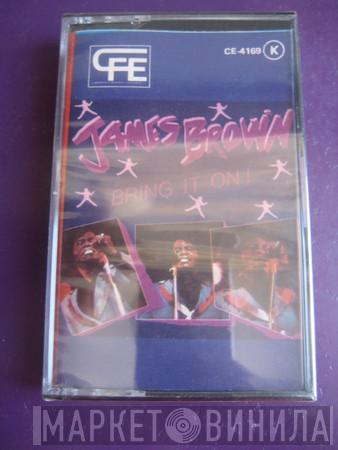 CFE
CE-4169 K
JAMES BROWN
BRING IT ON!
МАРКЕТ ВИНИЛА